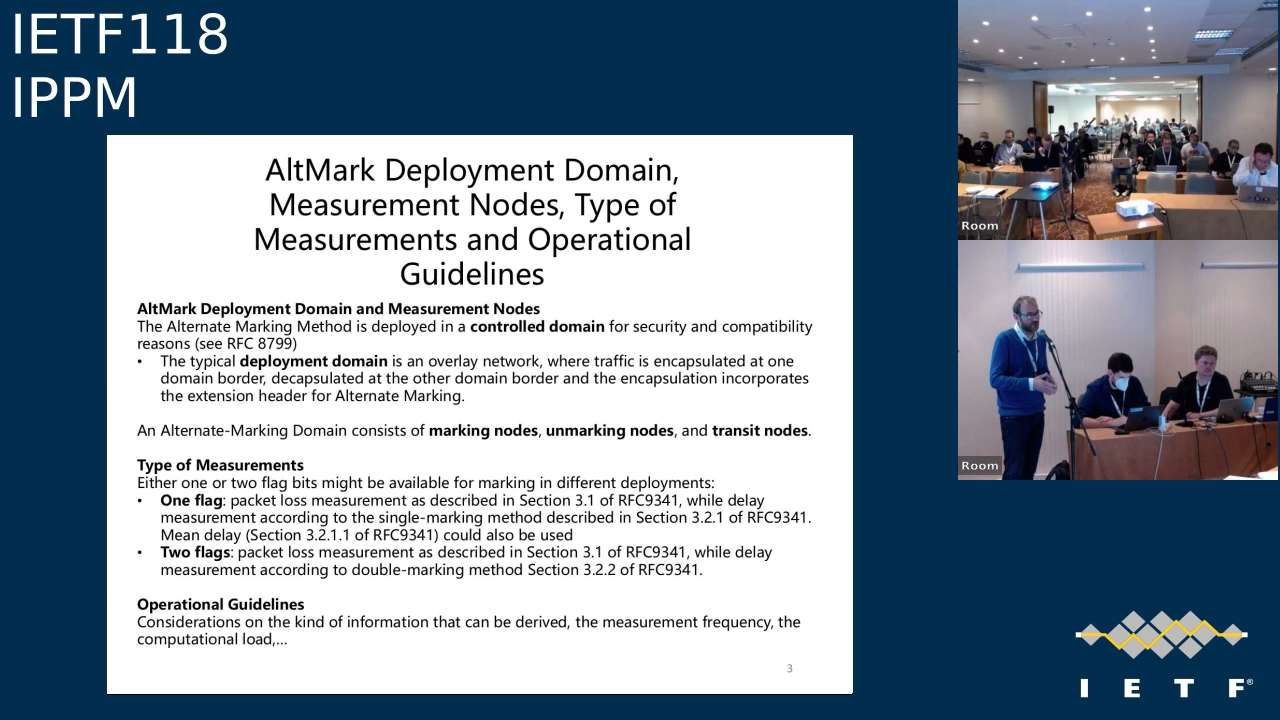 IETF118
IPPM
AltMark Deployment Domain,
Measurement Nodes, Type of
Measurements and Operational
Guidelines
AltMark Deployment Domain and Measurement Nodes
The Alternate Marking Method is deployed in a controlled domain for security and compatibility
reasons (see RFC 8799)
• The typical deployment domain is an overlay network, where traffic is encapsulated at one
domain border, decapsulated at the other domain border and the encapsulation incorporates
the extension header for Alternate Marking.
An Alternate-Marking Domain consists of marking nodes, unmarking nodes, and transit nodes.
Type of Measurements
Either one or two flag bits might be available for marking in different deployments:
• One flag: packet loss measurement as described in Section 3.1 of RFC9341, while delay
measurement according to the single-marking method described in Section 3.2.1 of RFC9341.
Mean delay (Section 3.2.1.1 of RFC9341) could also be used
• Two flags: packet loss measurement as described in Section 3.1 of RFC9341, while delay
measurement according to double-marking method Section 3.2.2 of RFC9341.
Operational Guidelines
Considerations on the kind of information that can be derived, the measurement frequency, the
computational load,...
3
Room
Room
I E T F®